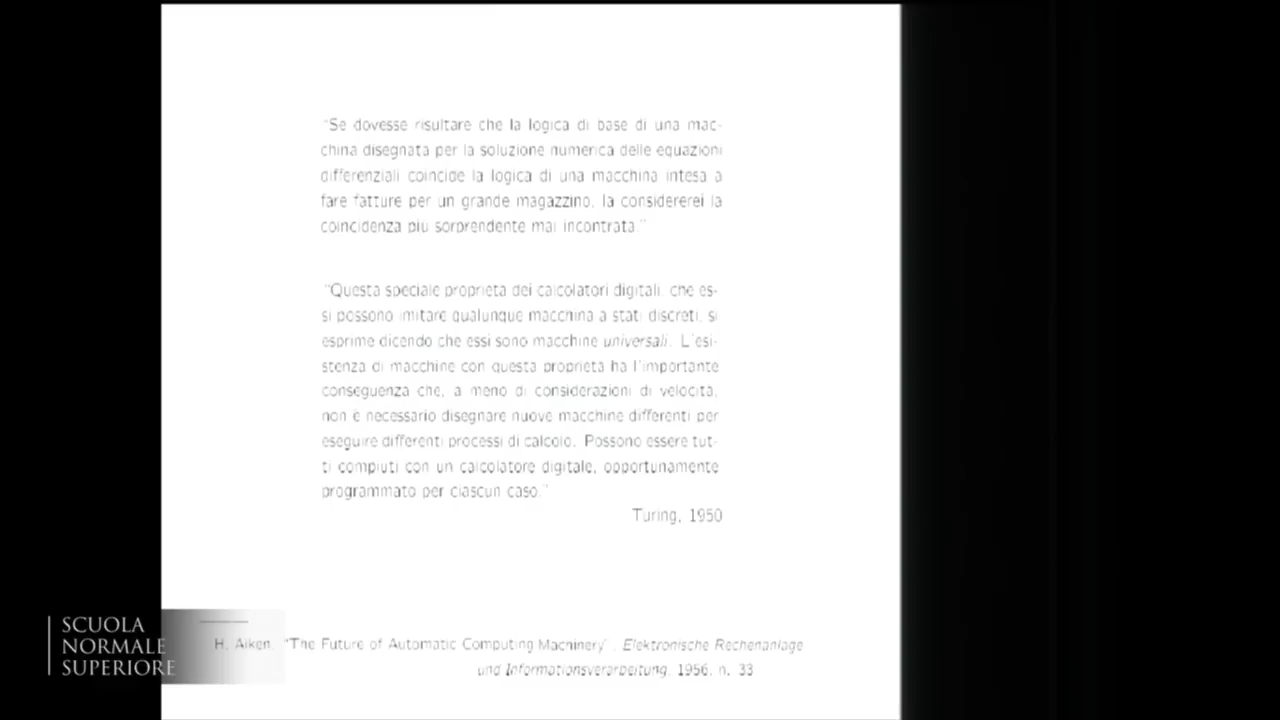 "Se dovesse risultare che la logica di base di una mac-
china disegnata per la soluzione numerica delle equazioni
differenziali coincide la logica di una macchina intesa a
fare fatture per un grande magazzino, la considererei la
coincidenza più sorprendente mai incontrata."
"Questa speciale proprietà dei calcolatori digitali, che es-
si possono imitare qualunque macchina a stati discreti, si
esprime dicendo che essi sono macchine universali. L'esi-
stenza di macchine con questa proprietà ha l'importante
conseguenza che, a meno di considerazioni di velocità,
non è necessario disegnare nuove macchine differenti per
eseguire differenti processi di calcolo. Possono essere tut-
ti compiuti con un calcolatore digitale, opportunamente
programmato per ciascun caso."
Turing, 1950
H. Aiken, "The Future of Automatic Computing Machinery", Elektronische Rechenanlage
und Informationsverarbeitung, 1956, n. 33
SCUOLA
NORMALE
SUPERIORE